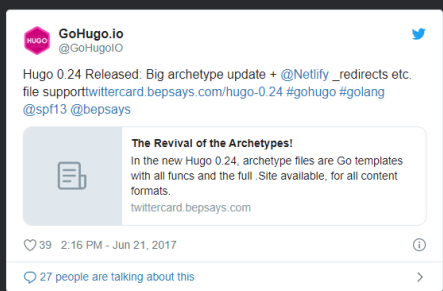 HUGO
GoHugo.io
@GoHugoIO
Hugo 0.24 Released: Big archetype update + @Netlify _redirects etc.
file supporttwittercard.bepsays.com/hugo-0.24 #gohugo #golang
@spf13 @bepsays
The Revival of the Archetypes!
In the new Hugo 0.24, archetype files are Go templates
with all funcs and the full .Site available, for all content
formats.
twittercard.bepsays.com
39 2:16 PM - Jun 21, 2017
27 people are talking about this